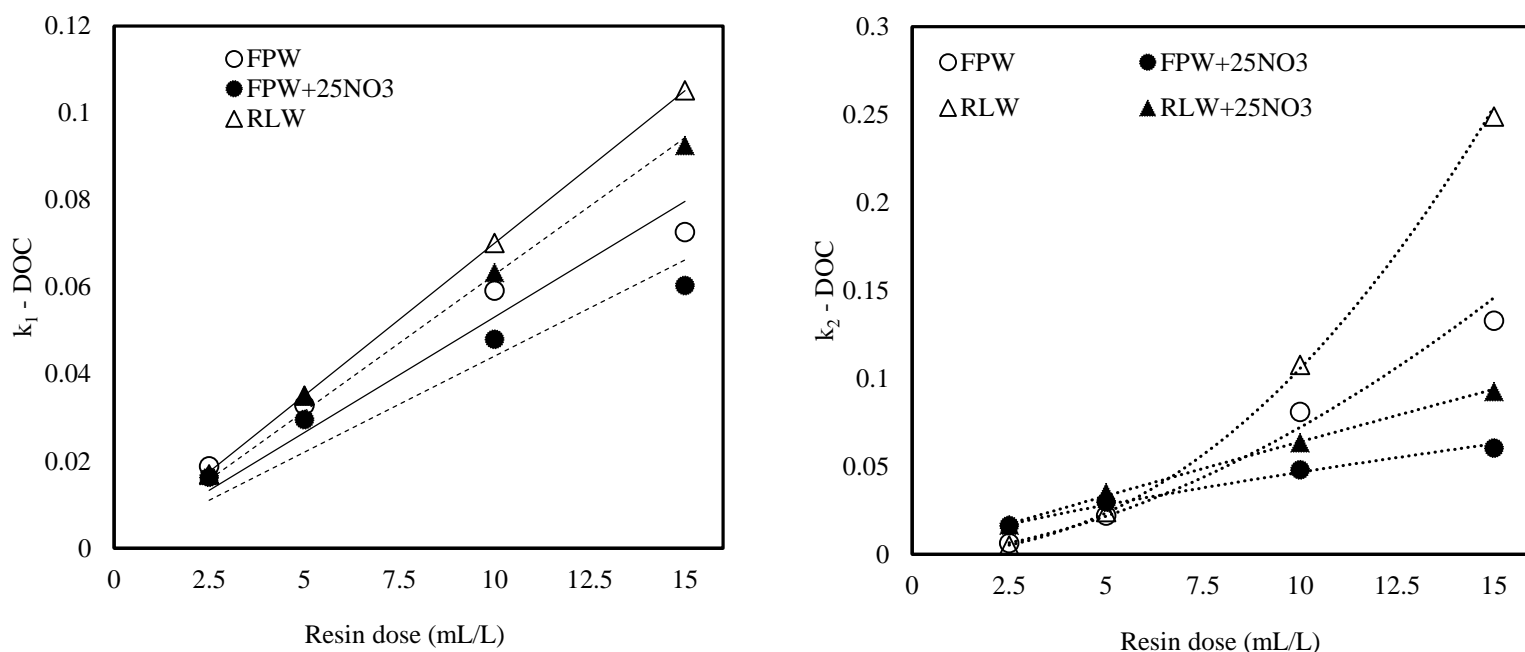 0.12
0.1
0.08
0.06
0.04
0.02
0
k1 - DOC
FPW
FPW+25NO3
RLW
0 2.5 5 7.5 10 12.5 15
Resin dose (mL/L)
0.3
0.25
0.2
0.15
0.1
0.05
0
k2 - DOC
FPW FPW+25NO3
RLW RLW+25NO3
0 2.5 5 7.5 10 12.5 15
Resin dose (mL/L)